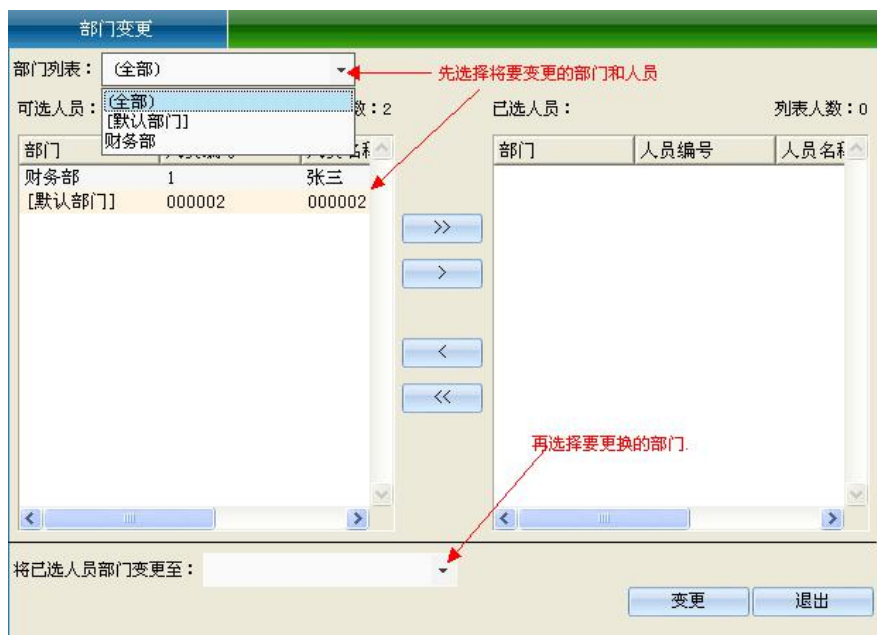 部门变更
部门列表： (全部)
先选择将要变更的部门和人员
(全部)
[默认部门]
财务部
可选人员：
数：2
已选人员：
列表人数：0
部门
部门 人员编号 人员名称
财务部 1 张三
[默认部门] 000002 000002
>>
>
<
<<
再选择要更换的部门.
将已选人员部门变更至：
变更 退出